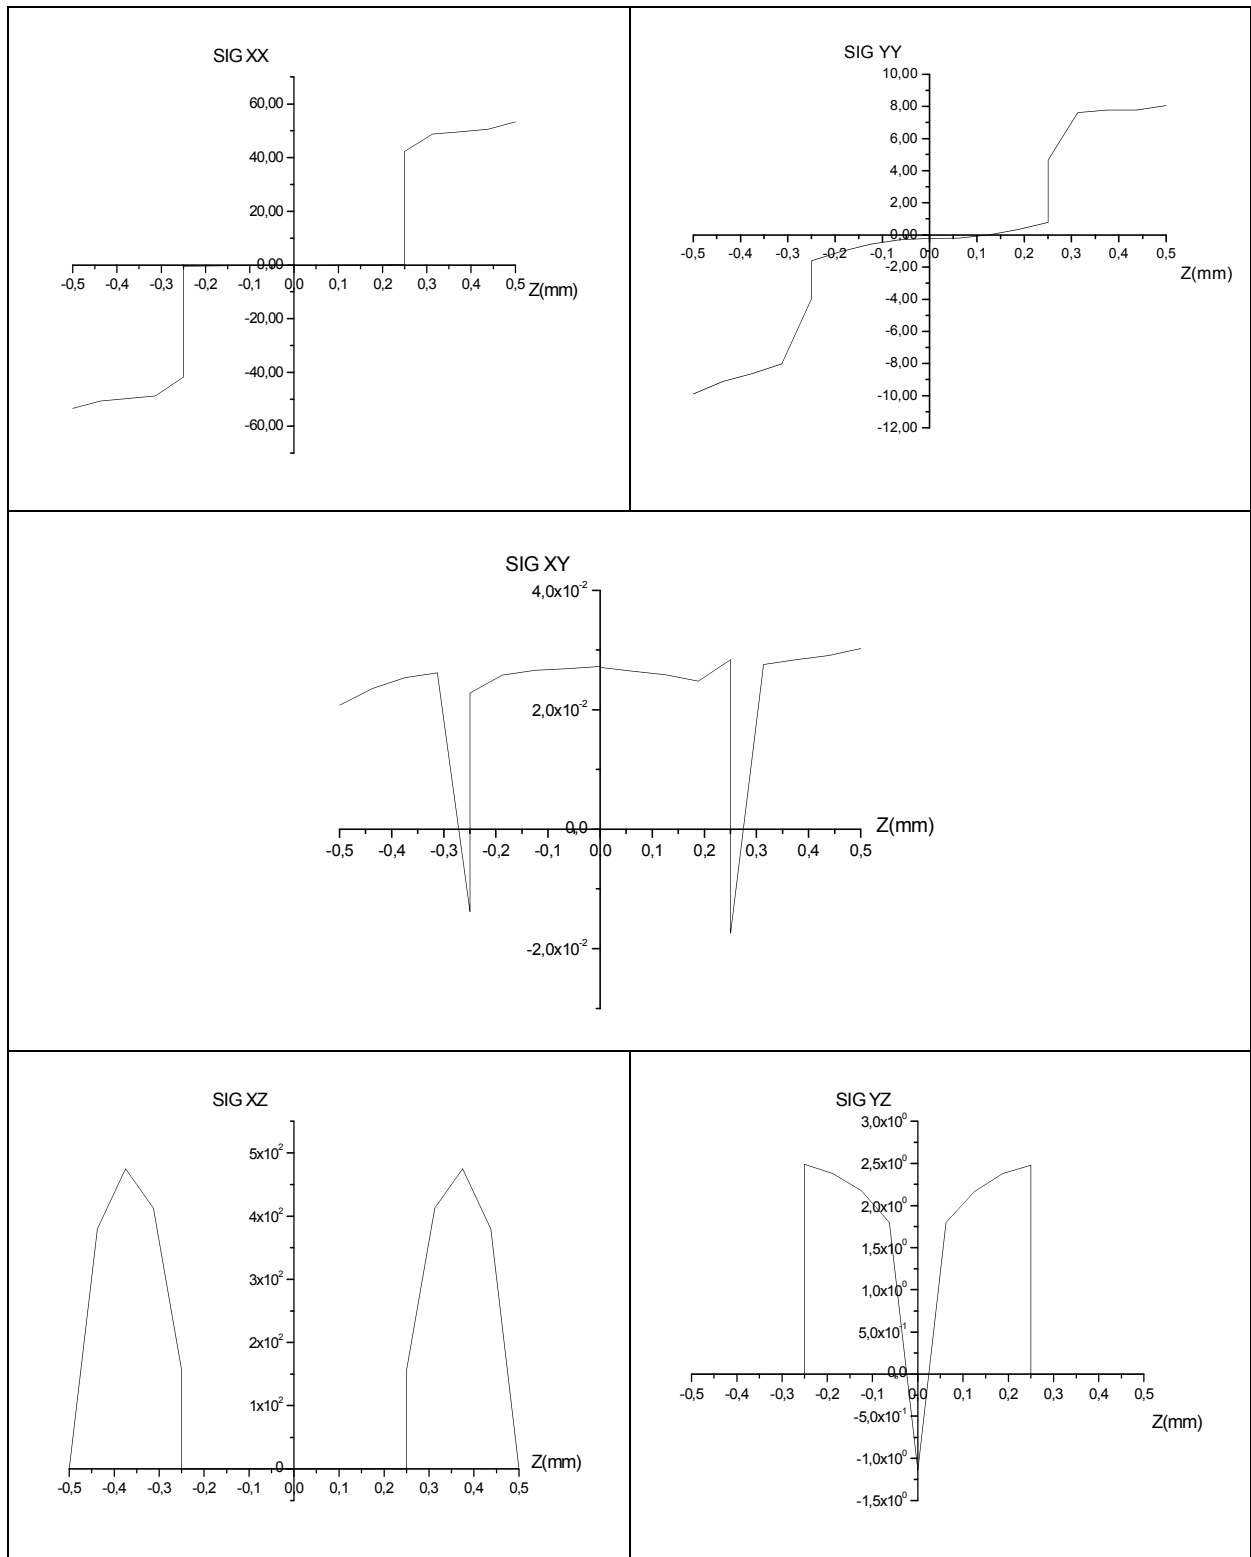 SIG XX
60,00
40,00
20,00
0,00
-0,5 -0,4 -0,3 -0,2 -0,1 0,0 0,1 0,2 0,3 0,4 0,5 Z(mm)
-20,00
-40,00
-60,00
SIG YY
10,00
8,00
6,00
4,00
2,00
0,00
-0,5 -0,4 -0,3 -0,2 -0,1 0,0 0,1 0,2 0,3 0,4 0,5
Z(mm)
-2,00
-4,00
-6,00
-8,00
-10,00
-12,00
SIG XY
4,0x10⁻²
2,0x10⁻²
0,0
Z(mm)
-0,5 -0,4 -0,3 -0,2 -0,1 0,0 0,1 0,2 0,3 0,4 0,5
-2,0x10⁻²
SIG XZ
5x10²
4x10²
3x10²
2x10²
1x10²
0
Z(mm)
-0,5 -0,4 -0,3 -0,2 -0,1 0,0 0,1 0,2 0,3 0,4 0,5
SIG YZ
3,0x10⁰
2,5x10⁰
2,0x10⁰
1,5x10⁰
1,0x10⁰
5,0x10⁻¹
0,0
-0,5 -0,4 -0,3 -0,2 -0,1 0,0 0,1 0,2 0,3 0,4 0,5
-5,0x10⁻¹
Z(mm)
-1,0x10⁰
-1,5x10⁰